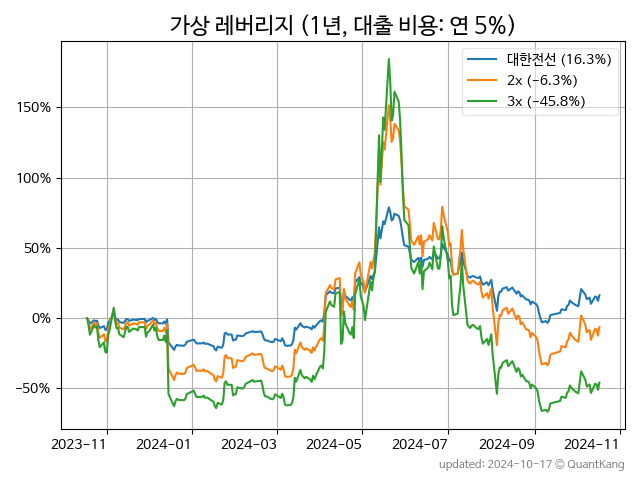 가상 레버리지 (1년, 대출 비용: 연 5%)
대한전선 (16.3%)
2x (−6.3%)
3x (−45.8%)
150%
100%
50%
0%
−50%
2023-11 2024-01 2024-03 2024-05 2024-07 2024-09 2024-11
updated: 2024-10-17 © QuantKang